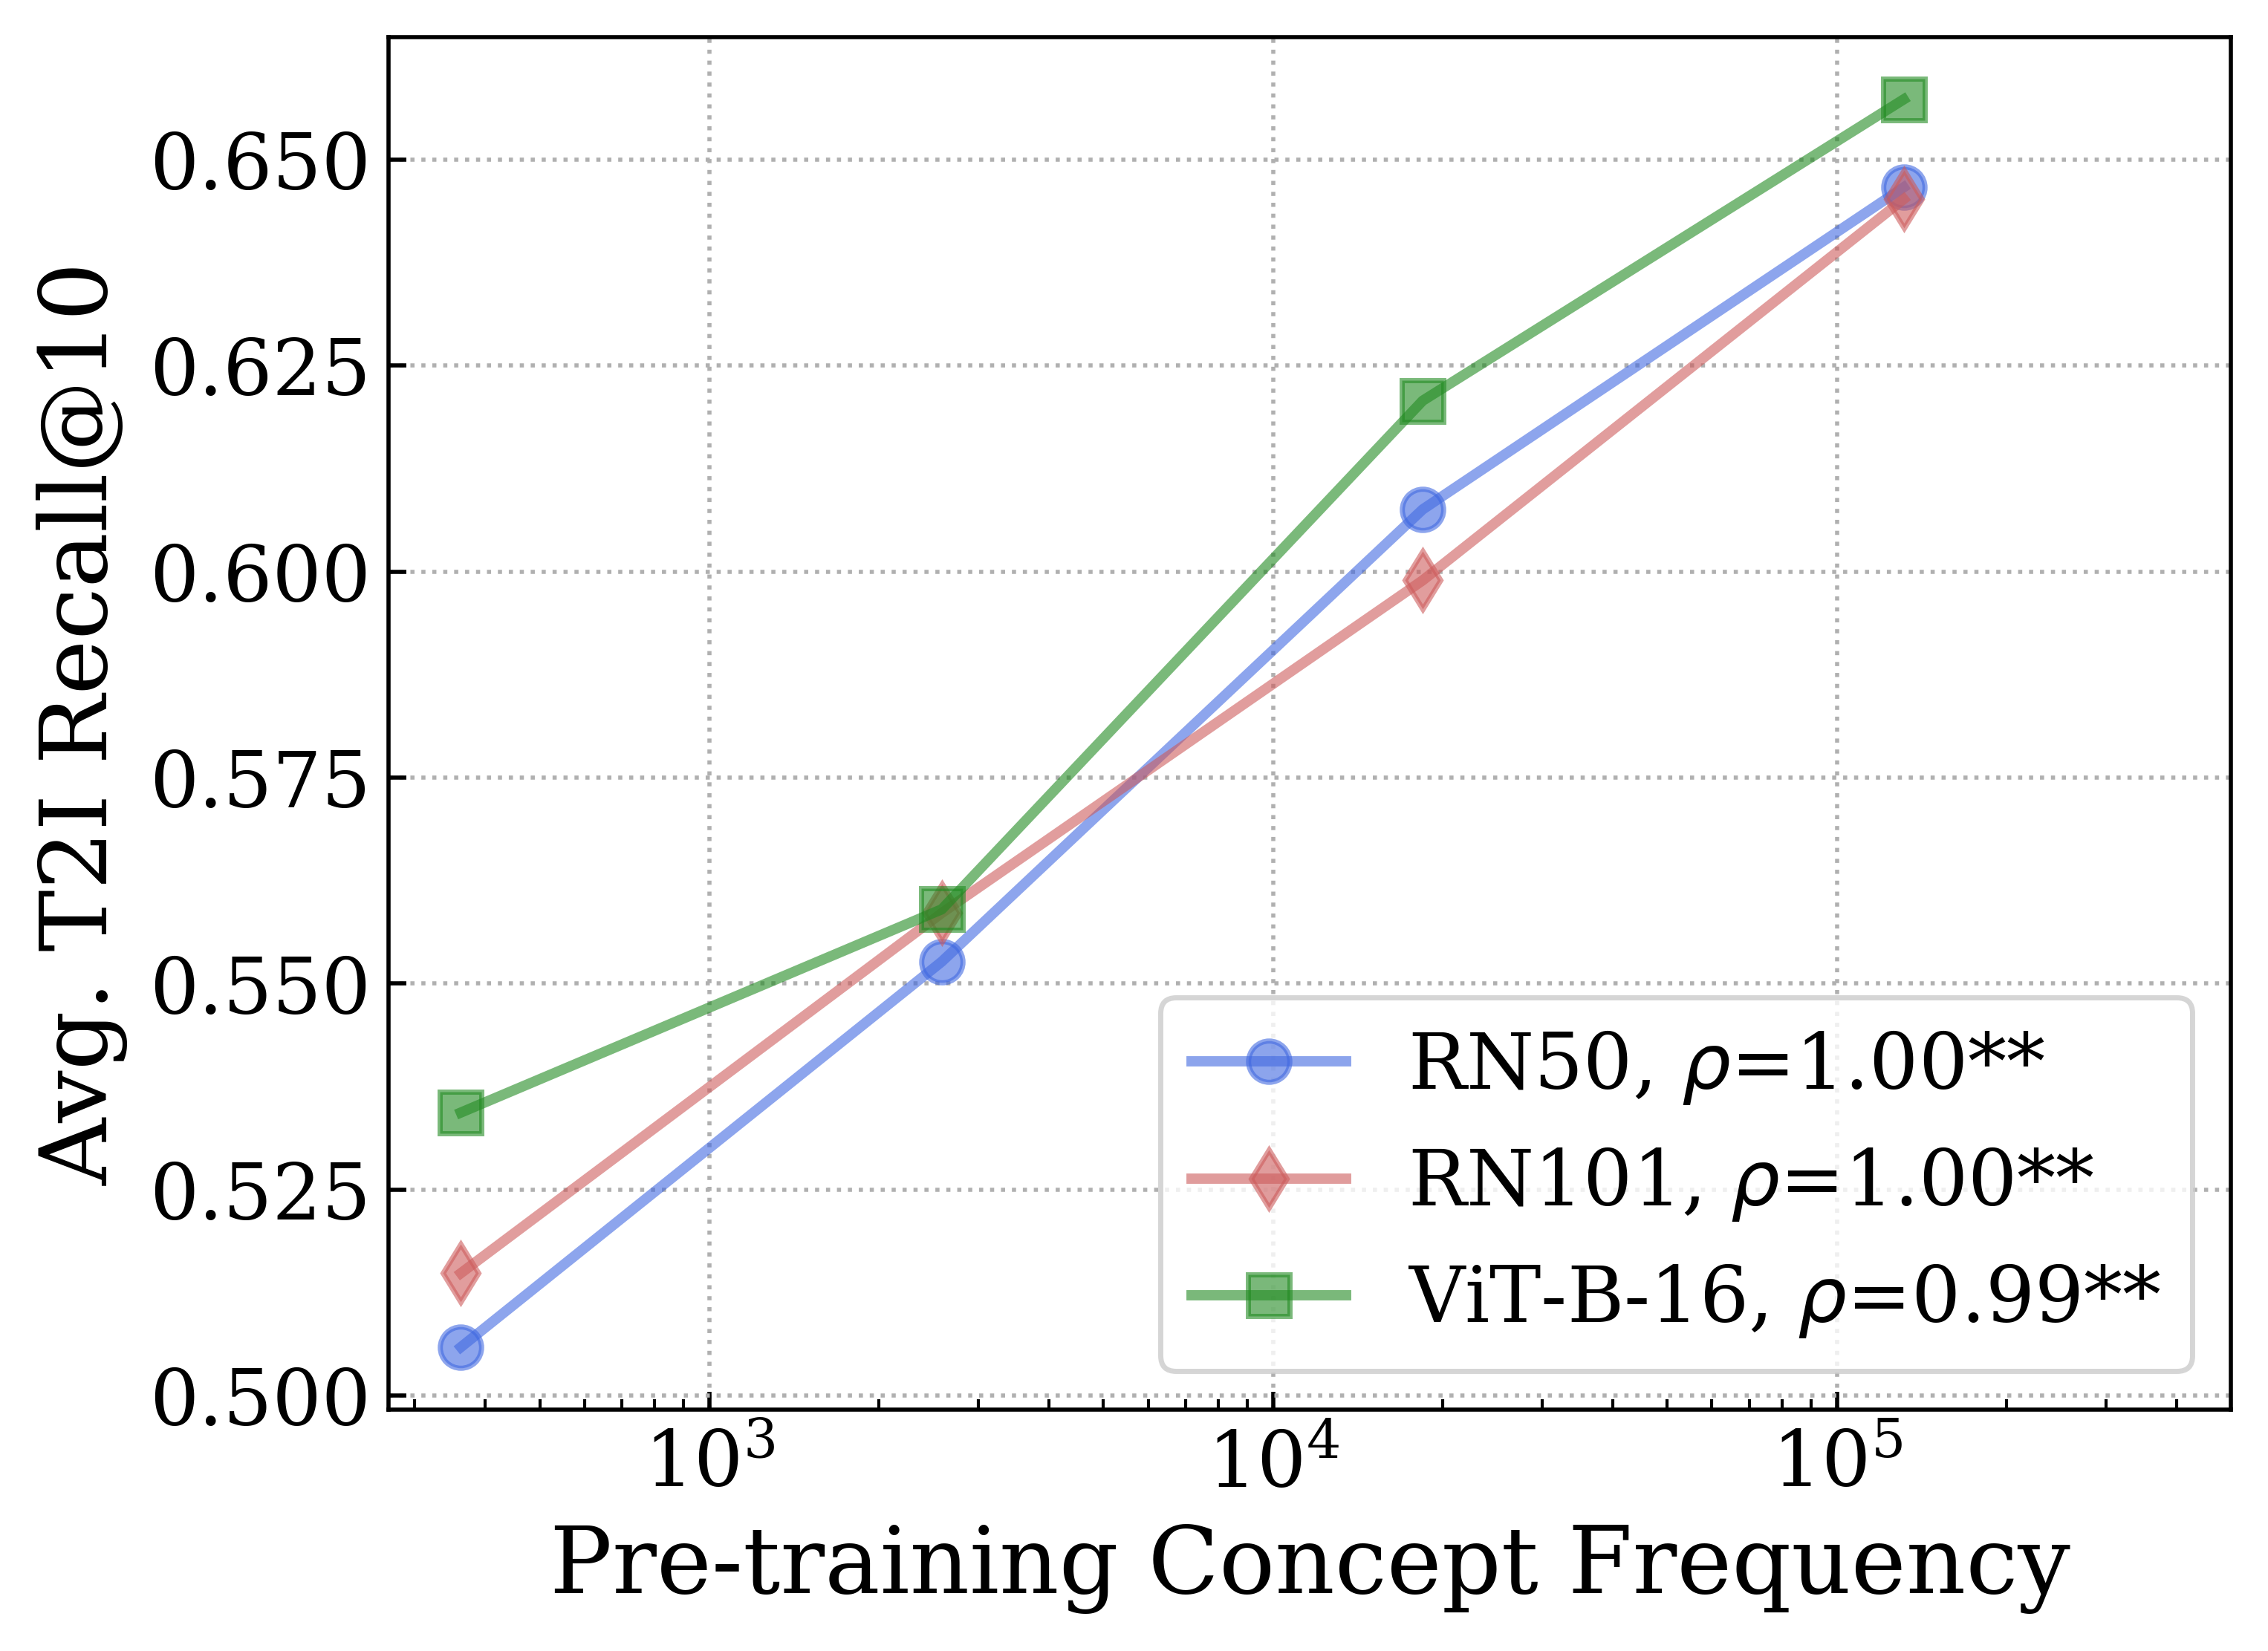 Avg. T2I Recall@10
0.650
0.625
0.600
0.575
0.550
0.525
0.500
RN50, ρ=1.00**
RN101, ρ=1.00**
ViT-B-16, ρ=0.99**
10³
10⁴
10⁵
Pre-training Concept Frequency